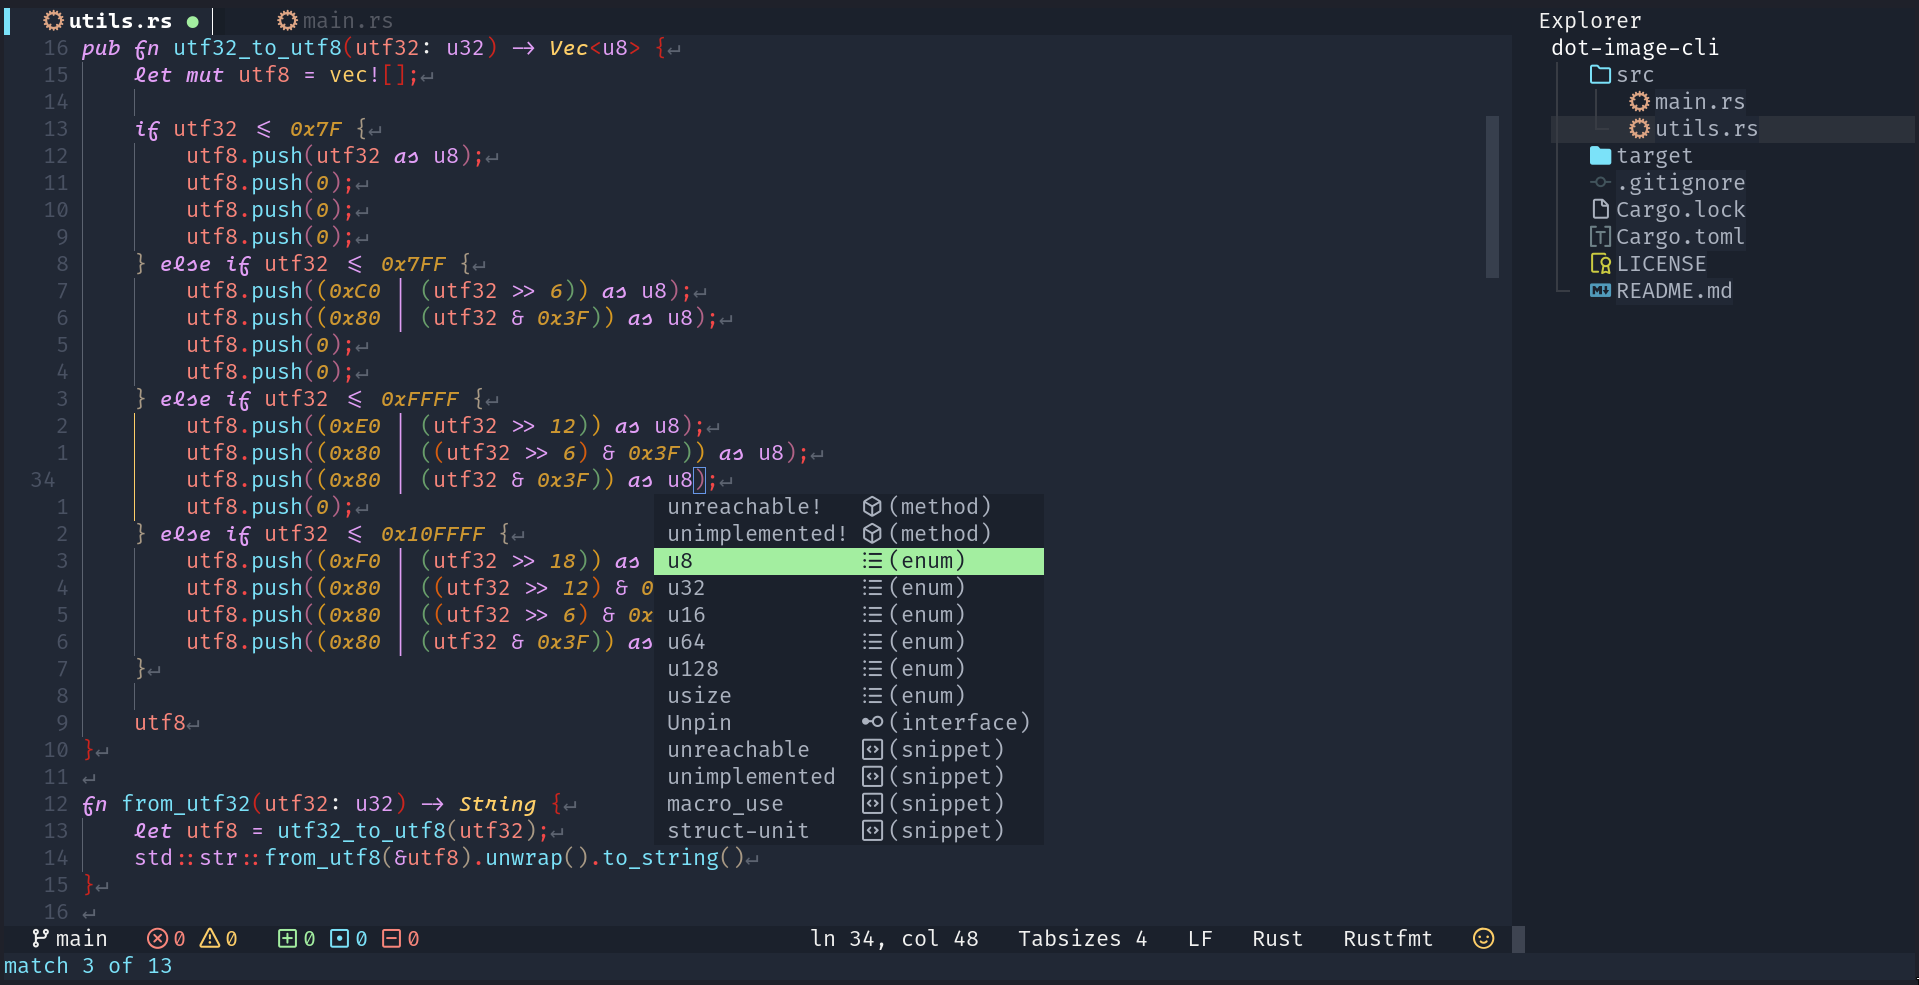 utils.rs ● main.rs
16 pub fn utf32_to_utf8(utf32: u32) -> Vec<u8> {↵
15 let mut utf8 = vec![];↵
14
13 if utf32 <= 0x7F {↵
12 utf8.push(utf32 as u8);↵
11 utf8.push(0);↵
10 utf8.push(0);↵
9 utf8.push(0);↵
8 } else if utf32 <= 0x7FF {↵
7 utf8.push((0xC0 | (utf32 >> 6)) as u8);↵
6 utf8.push((0x80 | (utf32 & 0x3F)) as u8);↵
5 utf8.push(0);↵
4 utf8.push(0);↵
3 } else if utf32 <= 0xFFFF {↵
2 utf8.push((0xE0 | (utf32 >> 12)) as u8);↵
1 utf8.push((0x80 | ((utf32 >> 6) & 0x3F)) as u8);↵
34 utf8.push((0x80 | (utf32 & 0x3F)) as u8);↵
1 utf8.push(0);↵
2 } else if utf32 <= 0x10FFFF {↵
3 utf8.push((0xF0 | (utf32 >> 18)) as
4 utf8.push((0x80 | ((utf32 >> 12) & 0
5 utf8.push((0x80 | ((utf32 >> 6) & 0x
6 utf8.push((0x80 | (utf32 & 0x3F)) as
7 }↵
8
9 utf8↵
10 }↵
11 ↵
12 fn from_utf32(utf32: u32) -> String {↵
13 let utf8 = utf32_to_utf8(utf32);↵
14 std::str::from_utf8(&utf8).unwrap().to_string()↵
15 }↵
16 ↵
unreachable! (method)
unimplemented! (method)
u8 (enum)
u32 (enum)
u16 (enum)
u64 (enum)
u128 (enum)
usize (enum)
Unpin (interface)
unreachable (snippet)
unimplemented (snippet)
macro_use (snippet)
struct-unit (snippet)
Explorer
dot-image-cli
src
main.rs
utils.rs
target
.gitignore
Cargo.lock
[T] Cargo.toml
LICENSE
README.md
main 0 0 0 0 0 ln 34, col 48 Tabsizes 4 LF Rust Rustfmt
match 3 of 13